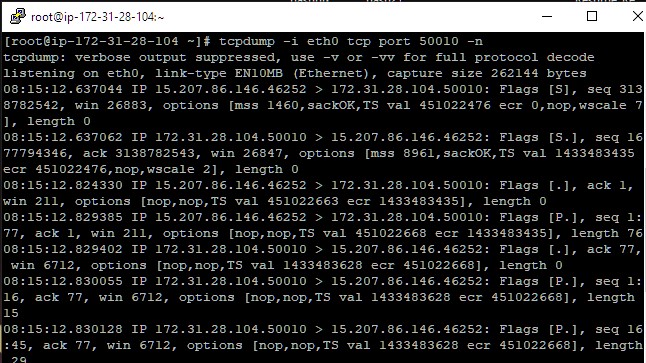 root@ip-172-31-28-104:~
[root@ip-172-31-28-104 ~]# tcpdump -i eth0 tcp port 50010 -n
tcpdump: verbose output suppressed, use -v or -vv for full protocol decode
listening on eth0, link-type EN10MB (Ethernet), capture size 262144 bytes
08:15:12.637044 IP 15.207.86.146.46252 > 172.31.28.104.50010: Flags [S], seq 313
8782542, win 26883, options [mss 1460,sackOK,TS val 451022476 ecr 0,nop,wscale 7
], length 0
08:15:12.637062 IP 172.31.28.104.50010 > 15.207.86.146.46252: Flags [S.], seq 16
77794346, ack 3138782543, win 26847, options [mss 8961,sackOK,TS val 1433483435
ecr 451022476,nop,wscale 2], length 0
08:15:12.824330 IP 15.207.86.146.46252 > 172.31.28.104.50010: Flags [.], ack 1,
win 211, options [nop,nop,TS val 451022663 ecr 1433483435], length 0
08:15:12.829385 IP 15.207.86.146.46252 > 172.31.28.104.50010: Flags [P.], seq 1:
77, ack 1, win 211, options [nop,nop,TS val 451022668 ecr 1433483435], length 76
08:15:12.829402 IP 172.31.28.104.50010 > 15.207.86.146.46252: Flags [.], ack 77,
 win 6712, options [nop,nop,TS val 1433483628 ecr 451022668], length 0
08:15:12.830055 IP 172.31.28.104.50010 > 15.207.86.146.46252: Flags [P.], seq 1:
16, ack 77, win 6712, options [nop,nop,TS val 1433483628 ecr 451022668], length
15
08:15:12.830128 IP 172.31.28.104.50010 > 15.207.86.146.46252: Flags [P.], seq 16
:45, ack 77, win 6712, options [nop,nop,TS val 1433483628 ecr 451022668], length
 29